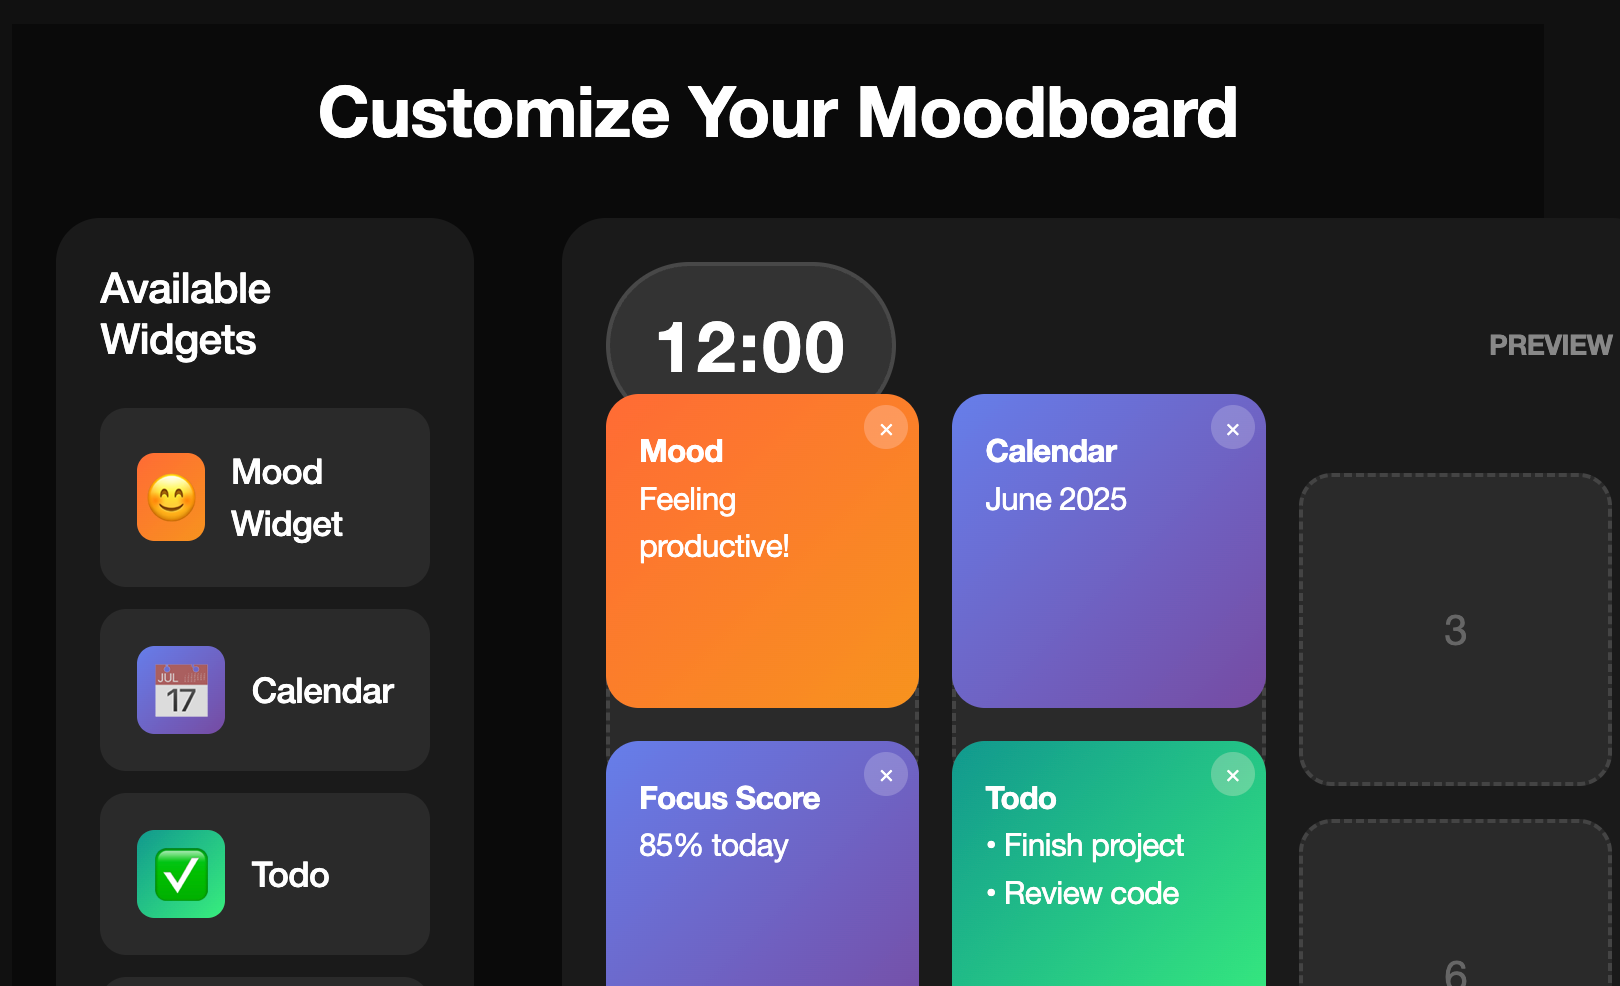 Customize Your Moodboard
Available
Widgets
Mood
Widget
JUL
17
Calendar
Todo
12:00
PREVIEW
Mood
×
Feeling
productive!
Calendar
×
June 2025
3
Focus Score
×
85% today
Todo
×
• Finish project
• Review code
6